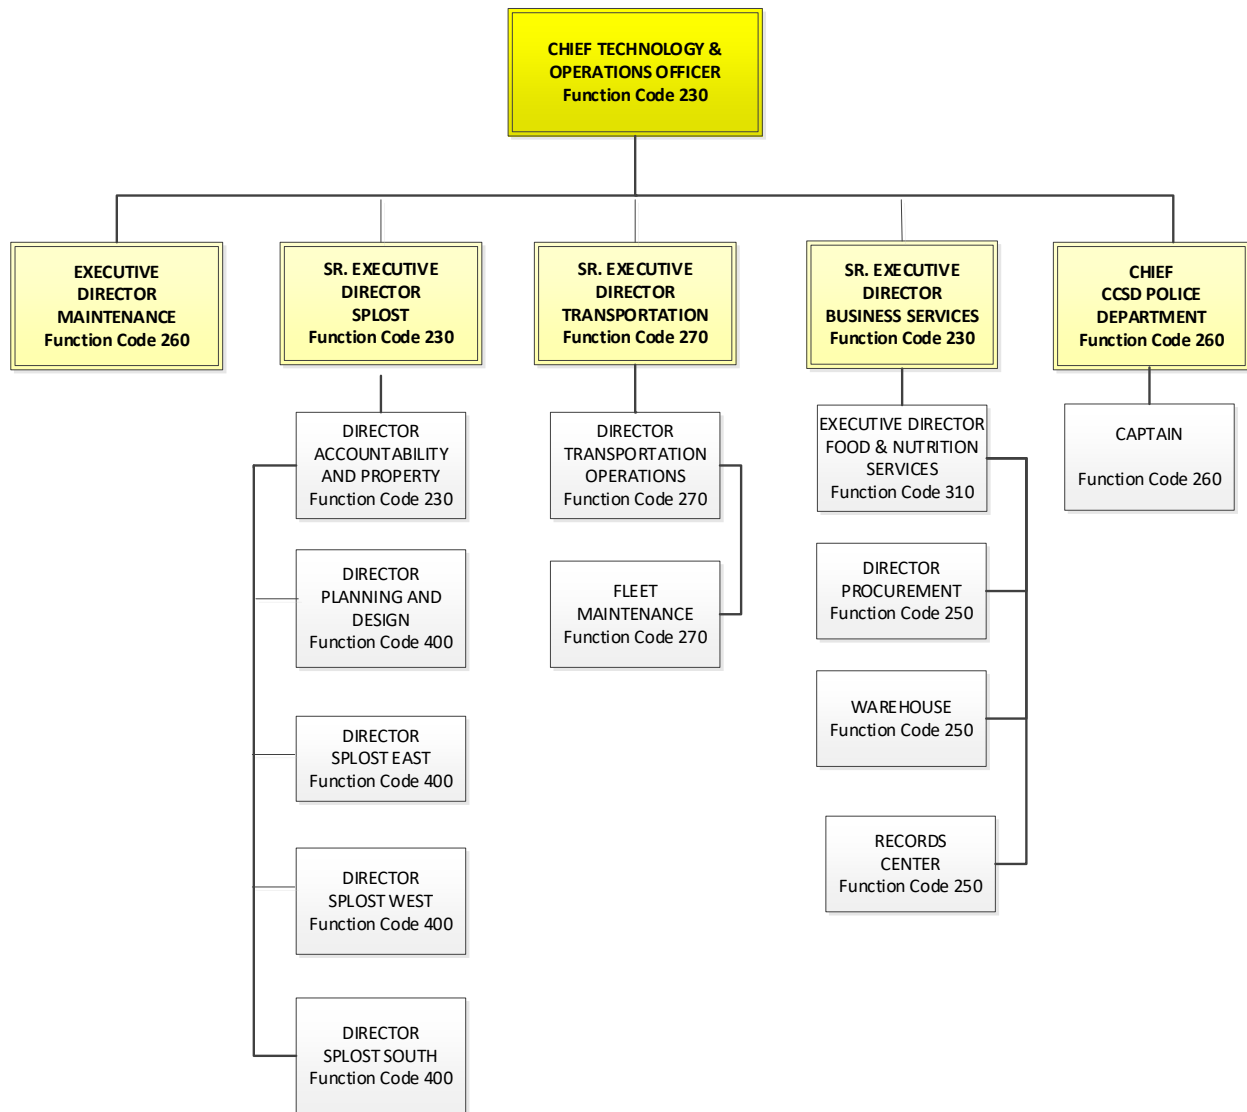 CHIEF TECHNOLOGY &
OPERATIONS OFFICER
Function Code 230
EXECUTIVE
DIRECTOR
MAINTENANCE
Function Code 260
SR. EXECUTIVE
DIRECTOR
SPLOST
Function Code 230
SR. EXECUTIVE
DIRECTOR
TRANSPORTATION
Function Code 270
SR. EXECUTIVE
DIRECTOR
BUSINESS SERVICES
Function Code 230
CHIEF
CCSD POLICE
DEPARTMENT
Function Code 260
DIRECTOR
ACCOUNTABILITY
AND PROPERTY
Function Code 230
DIRECTOR
PLANNING AND
DESIGN
Function Code 400
DIRECTOR
SPLOST EAST
Function Code 400
DIRECTOR
SPLOST WEST
Function Code 400
DIRECTOR
SPLOST SOUTH
Function Code 400
DIRECTOR
TRANSPORTATION
OPERATIONS
Function Code 270
FLEET
MAINTENANCE
Function Code 270
EXECUTIVE DIRECTOR
FOOD & NUTRITION
SERVICES
Function Code 310
DIRECTOR
PROCUREMENT
Function Code 250
WAREHOUSE
Function Code 250
RECORDS
CENTER
Function Code 250
CAPTAIN
Function Code 260